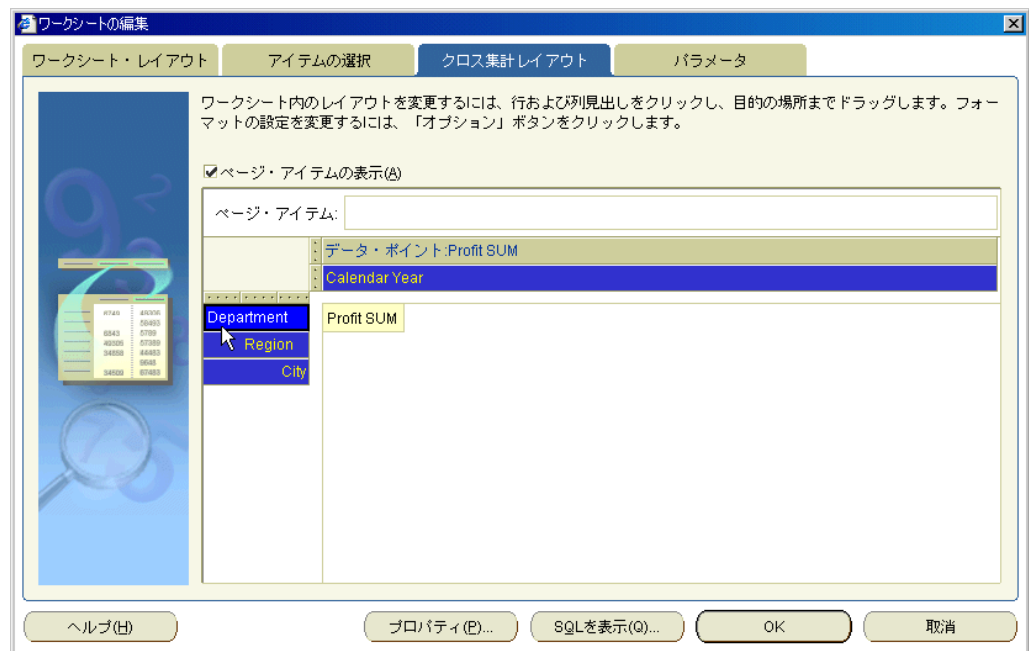 ワークシートの編集
ワークシート・レイアウト
アイテムの選択
クロス集計レイアウト
パラメータ
ワークシート内のレイアウトを変更するには、行および列見出しをクリックし、目的の場所までドラッグします。フォー
マットの設定を変更するには、「オプション」ボタンをクリックします。
ページ・アイテムの表示(A)
ページ・アイテム:
データ・ポイント:Profit SUM
Calendar Year
Department
Profit SUM
Region
City
ヘルプ(H)
プロパティ(P)...
SQLを表示(Q)...
OK
取消